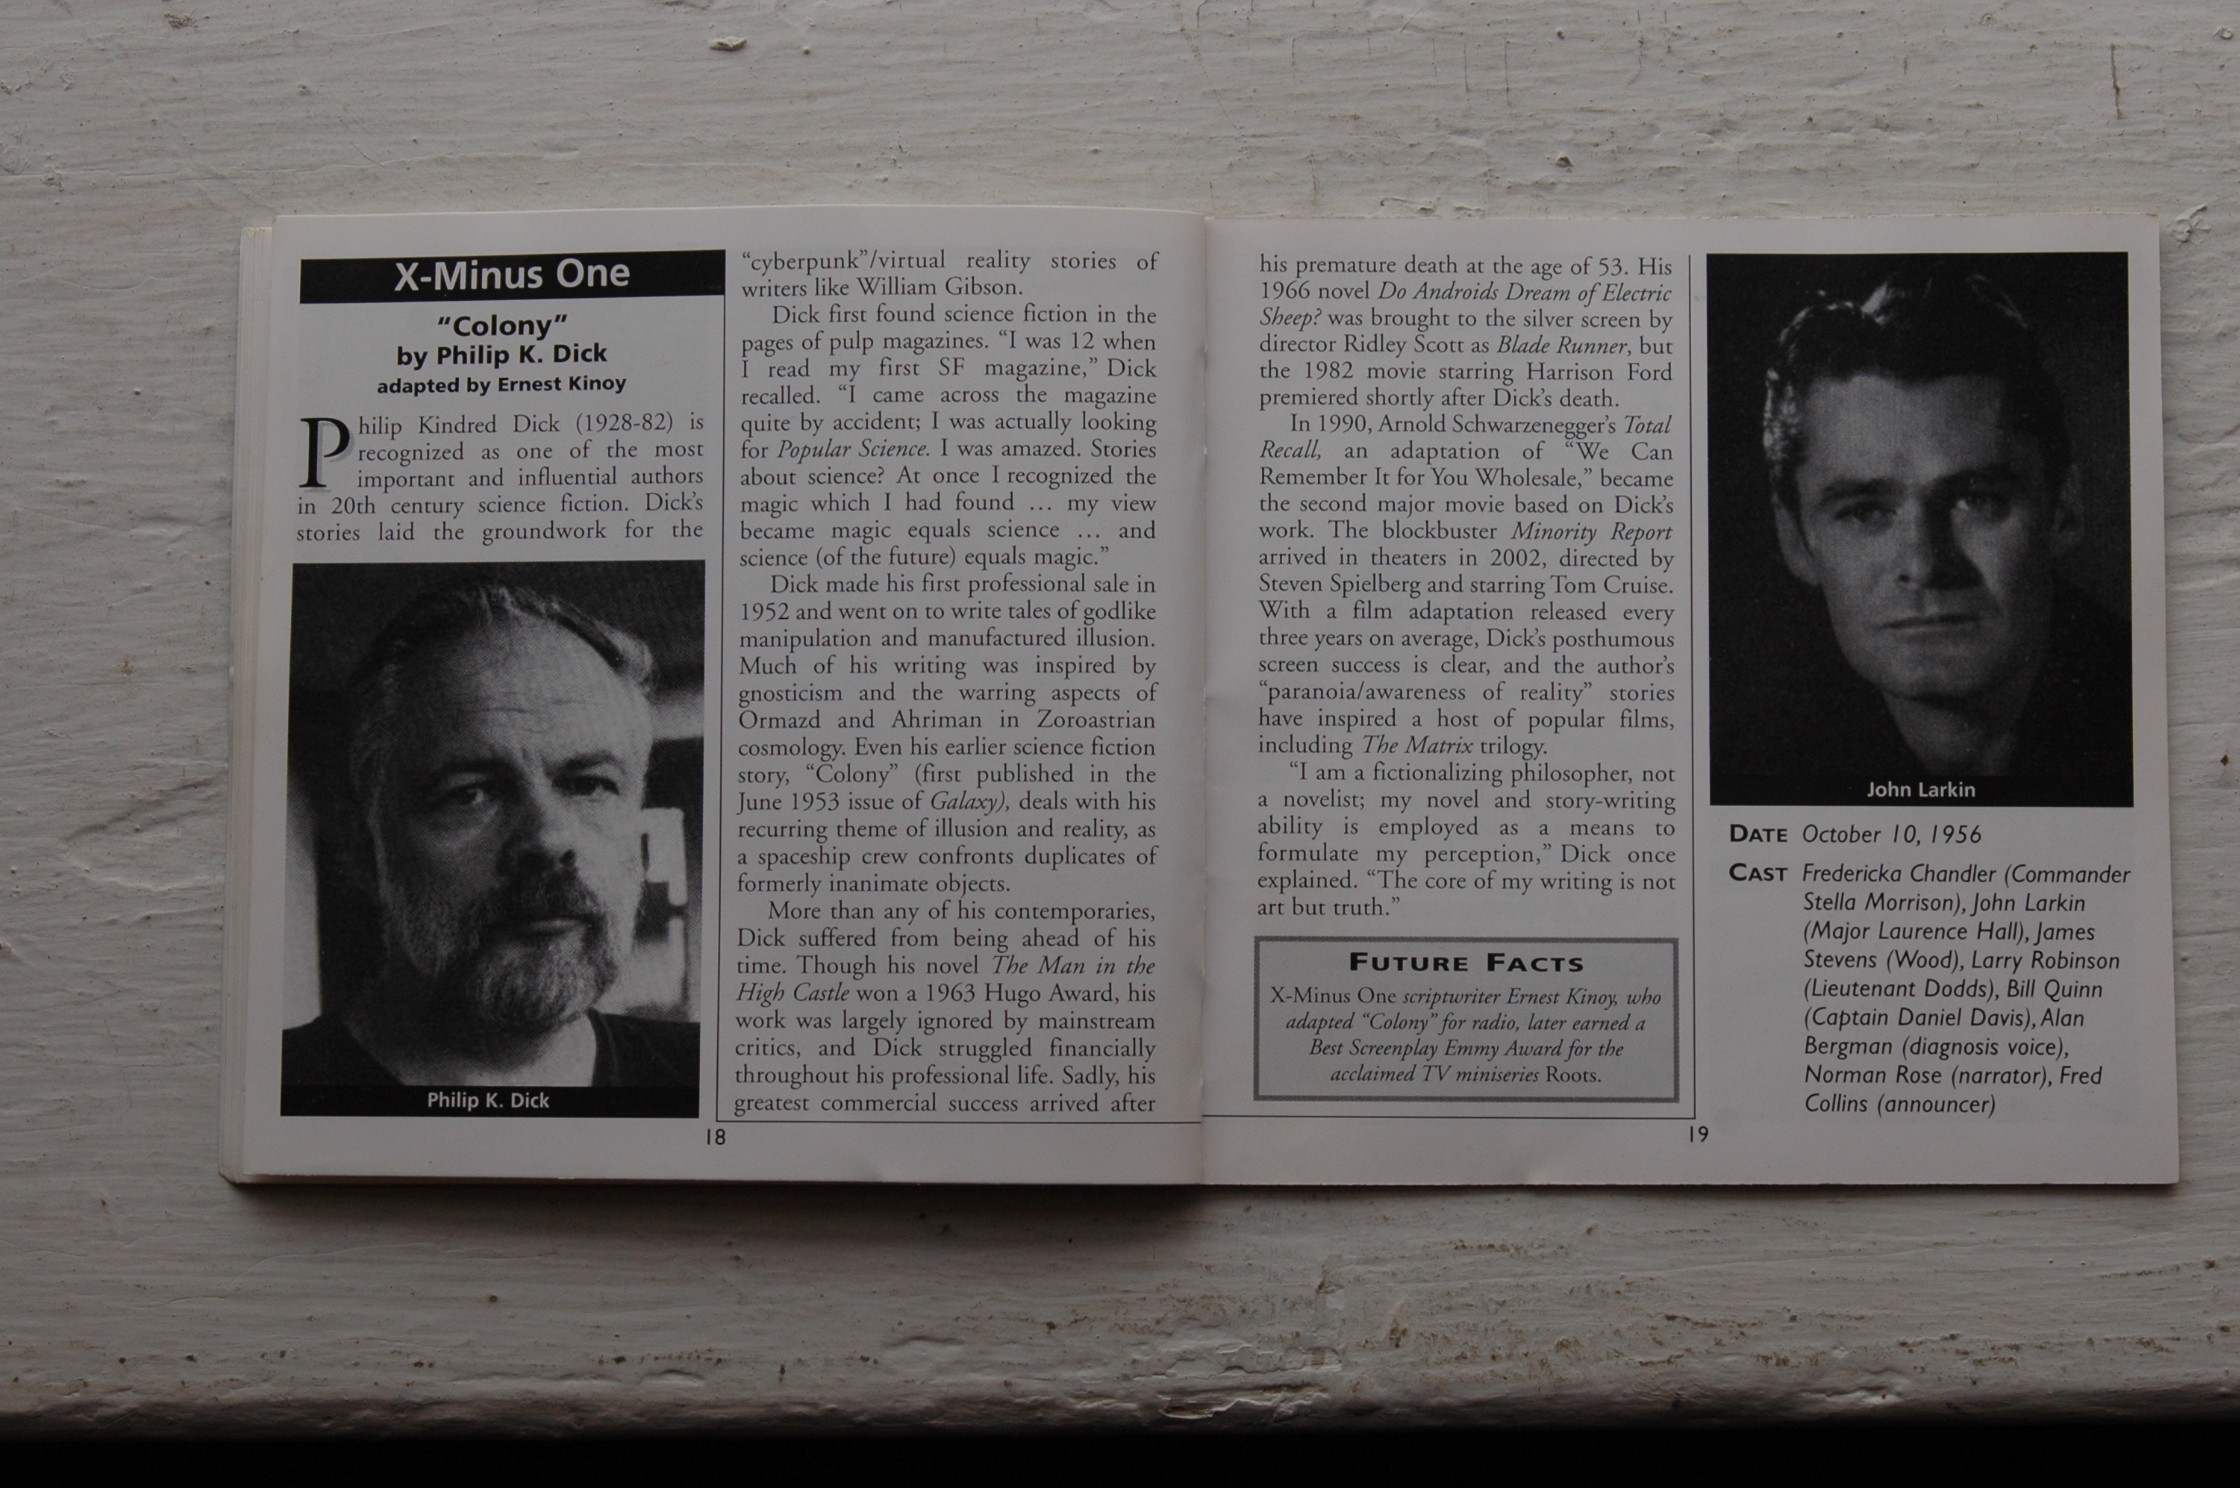 X-Minus One
“Colony”
by Philip K. Dick
adapted by Ernest Kinoy
Philip Kindred Dick (1928-82) is
recognized as one of the most
important and influential authors
in 20th century science fiction. Dick’s
stories laid the groundwork for the
Philip K. Dick
“cyberpunk”/virtual reality stories of
writers like William Gibson.
Dick first found science fiction in the
pages of pulp magazines. “I was 12 when
I read my first SF magazine,” Dick
recalled. “I came across the magazine
quite by accident; I was actually looking
for Popular Science. I was amazed. Stories
about science? At once I recognized the
magic which I had found ... my view
became magic equals science ... and
science (of the future) equals magic.”
Dick made his first professional sale in
1952 and went on to write tales of godlike
manipulation and manufactured illusion.
Much of his writing was inspired by
gnosticism and the warring aspects of
Ormazd and Ahriman in Zoroastrian
cosmology. Even his earlier science fiction
story, “Colony” (first published in the
June 1953 issue of Galaxy), deals with his
recurring theme of illusion and reality, as
a spaceship crew confronts duplicates of
formerly inanimate objects.
More than any of his contemporaries,
Dick suffered from being ahead of his
time. Though his novel The Man in the
High Castle won a 1963 Hugo Award, his
work was largely ignored by mainstream
critics, and Dick struggled financially
throughout his professional life. Sadly, his
greatest commercial success arrived after
18
his premature death at the age of 53. His
1966 novel Do Androids Dream of Electric
Sheep? was brought to the silver screen by
director Ridley Scott as Blade Runner, but
the 1982 movie starring Harrison Ford
premiered shortly after Dick’s death.
In 1990, Arnold Schwarzenegger’s Total
Recall, an adaptation of “We Can
Remember It for You Wholesale,” became
the second major movie based on Dick’s
work. The blockbuster Minority Report
arrived in theaters in 2002, directed by
Steven Spielberg and starring Tom Cruise.
With a film adaptation released every
three years on average, Dick’s posthumous
screen success is clear, and the author’s
“paranoia/awareness of reality” stories
have inspired a host of popular films,
including The Matrix trilogy.
“I am a fictionalizing philosopher, not
a novelist; my novel and story-writing
ability is employed as a means to
formulate my perception,” Dick once
explained. “The core of my writing is not
art but truth.”
FUTURE FACTS
X-Minus One scriptwriter Ernest Kinoy, who
adapted “Colony” for radio, later earned a
Best Screenplay Emmy Award for the
acclaimed TV miniseries Roots.
19
John Larkin
DATE October 10, 1956
CAST Fredericka Chandler (Commander
Stella Morrison), John Larkin
(Major Laurence Hall), James
Stevens (Wood), Larry Robinson
(Lieutenant Dodds), Bill Quinn
(Captain Daniel Davis), Alan
Bergman (diagnosis voice),
Norman Rose (narrator), Fred
Collins (announcer)